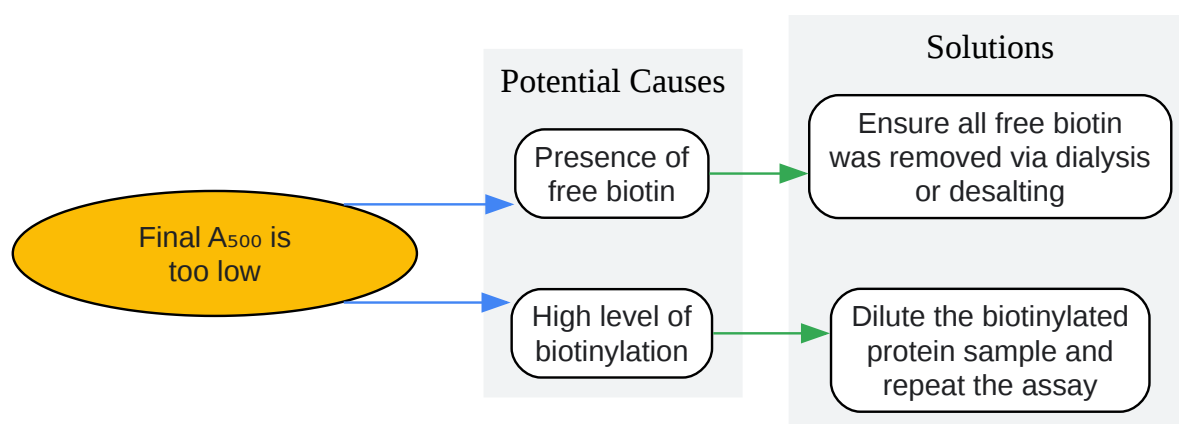 Final A₅₀₀ is
too low
Potential Causes
Presence of
free biotin
High level of
biotinylation
Solutions
Ensure all free biotin
was removed via dialysis
or desalting
Dilute the biotinylated
protein sample and
repeat the assay